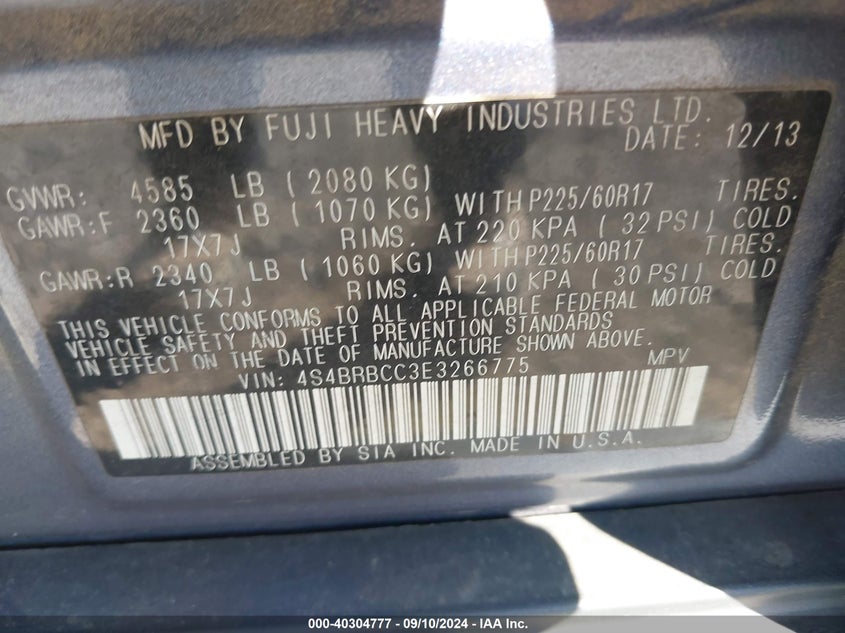 MFD BY FUJI HEAVY INDUSTRIES LTD.
DATE: 12/13
GVWR: 4585 LB ( 2080 KG)
GAWR:F 2360 LB ( 1070 KG) WITH P225/60R17 TIRES.
17X7J RIMS. AT 220 KPA ( 32 PSI) COLD
GAWR:R 2340 LB ( 1060 KG) WITH P225/60R17 TIRES.
17X7J RIMS. AT 210 KPA ( 30 PSI) COLD
THIS VEHICLE CONFORMS TO ALL APPLICABLE FEDERAL MOTOR
VEHICLE SAFETY AND THEFT PREVENTION STANDARDS
IN EFFECT ON THE DATE OF MANUFACTURE SHOWN ABOVE.
VIN: 4S4BRBCC3E3266775 MPV
ASSEMBLED BY SIA INC. MADE IN U.S.A.
000-40304777 - 09/10/2024 - IAA Inc.